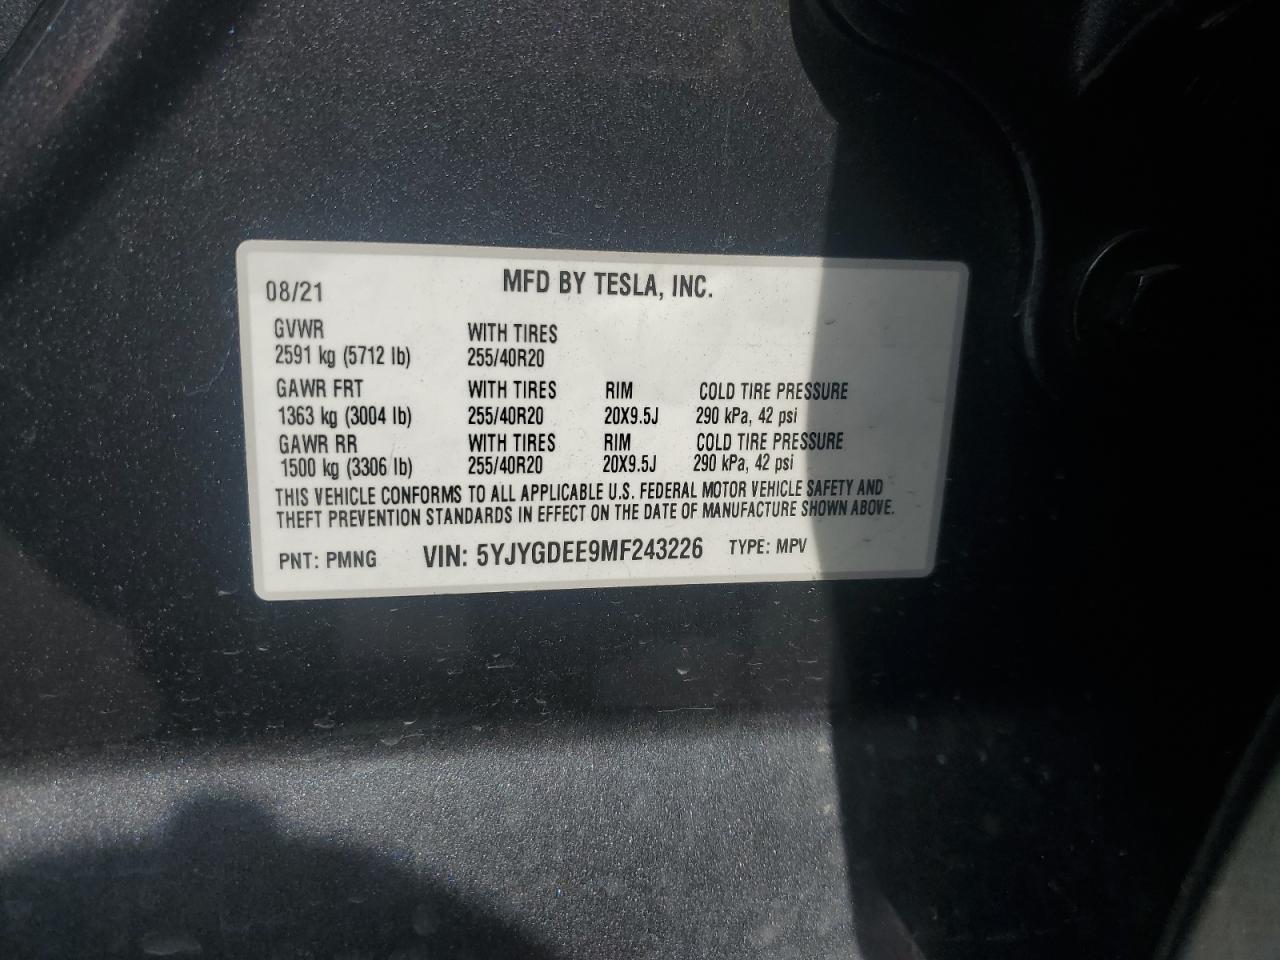 08/21 MFD BY TESLA, INC.
GVWR WITH TIRES
2591 kg (5712 lb) 255/40R20
GAWR FRT WITH TIRES RIM COLD TIRE PRESSURE
1363 kg (3004 lb) 255/40R20 20X9.5J 290 kPa, 42 psi
GAWR RR WITH TIRES RIM COLD TIRE PRESSURE
1500 kg (3306 lb) 255/40R20 20X9.5J 290 kPa, 42 psi
THIS VEHICLE CONFORMS TO ALL APPLICABLE U.S. FEDERAL MOTOR VEHICLE SAFETY AND
THEFT PREVENTION STANDARDS IN EFFECT ON THE DATE OF MANUFACTURE SHOWN ABOVE.
PNT: PMNG VIN: 5YJYGDEE9MF243226 TYPE: MPV